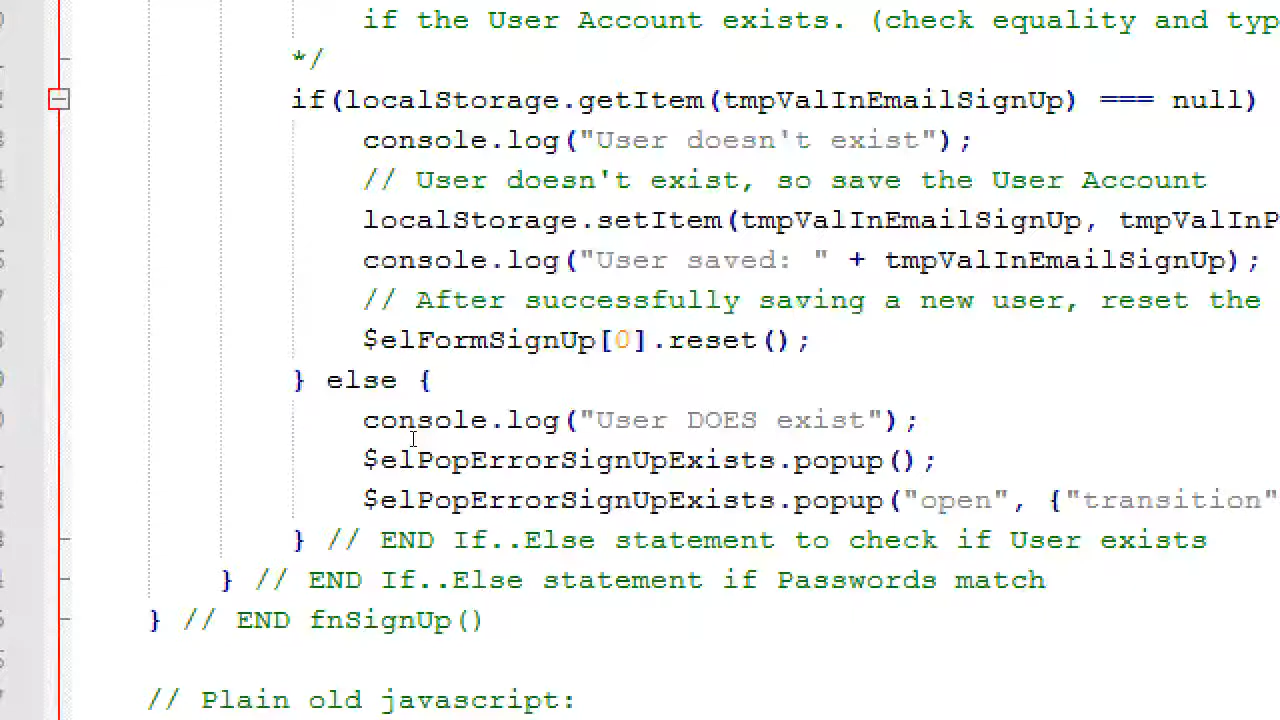 if the User Account exists. (check equality and typ
*/
if(localStorage.getItem(tmpValInEmailSignUp) === null)
console.log("User doesn't exist");
// User doesn't exist, so save the User Account
localStorage.setItem(tmpValInEmailSignUp, tmpValInP
console.log("User saved: " + tmpValInEmailSignUp);
// After successfully saving a new user, reset the
$elFormSignUp[0].reset();
} else {
console.log("User DOES exist");
$elPopErrorSignUpExists.popup();
$elPopErrorSignUpExists.popup("open", {"transition"
} // END If..Else statement to check if User exists
} // END If..Else statement if Passwords match
} // END fnSignUp()
// Plain old javascript: